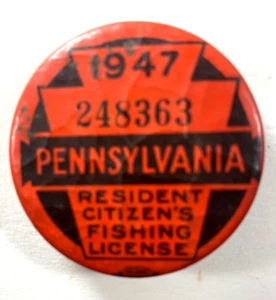 1947
248363
PENNSYLVANIA
RESIDENT
CITIZEN'S
FISHING
LICENSE